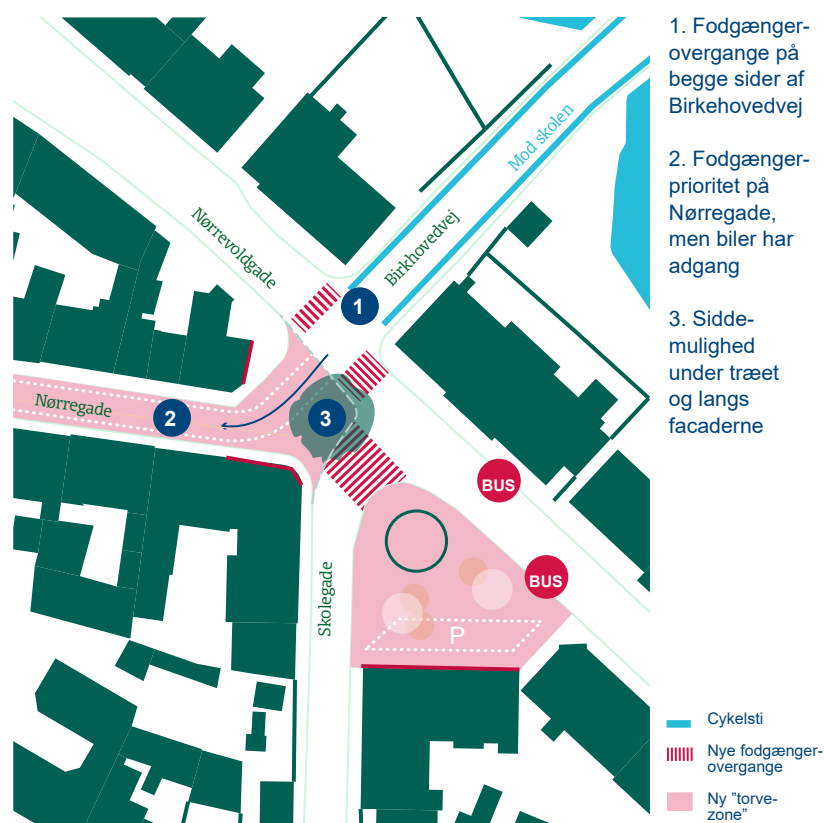 1. Fodgænger-
overgange på
begge sider af
Birkehovedvej
2. Fodgænger-
prioritet på
Nørregade,
men biler har
adgang
3. Sidde-
mulighed
under træet
og langs
facaderne
Mod skolen
Birkhovedvej
Nørrevoldgade
1
Nørregade
2
3
BUS
BUS
Skolegade
P
Cykelsti
Nye fodgænger-
overgange
Ny ”torve-
zone”